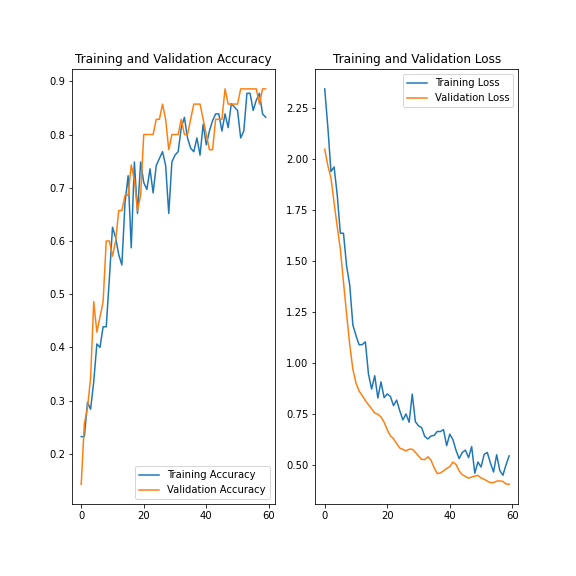 Training and Validation Accuracy
0.9
0.8
0.7
0.6
0.5
0.4
0.3
0.2
0 20 40 60
Training Accuracy
Validation Accuracy
Training and Validation Loss
2.25
2.00
1.75
1.50
1.25
1.00
0.75
0.50
0 20 40 60
Training Loss
Validation Loss